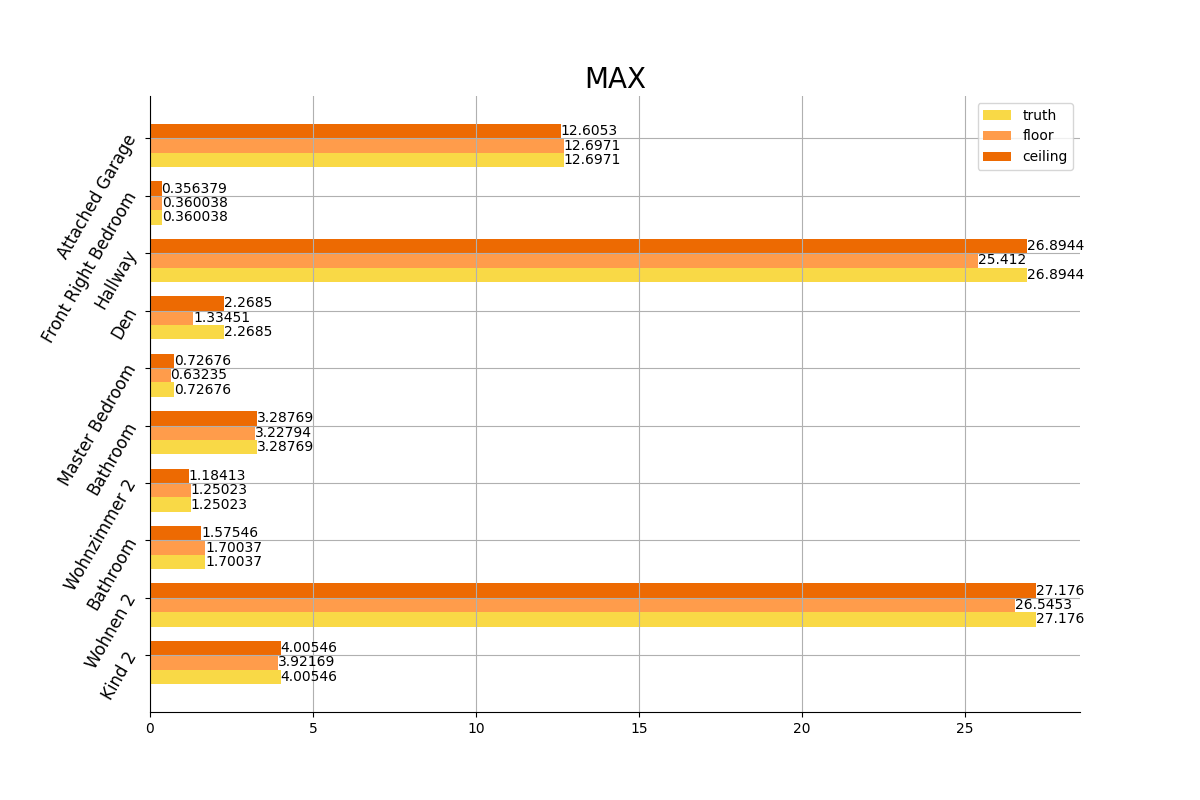 MAX
truth
floor
ceiling
Attached Garage
12.6053
12.6971
12.6971
Front Right Bedroom
0.356379
0.360038
0.360038
Hallway
26.8944
25.412
26.8944
Den
2.2685
1.33451
2.2685
Master Bedroom
0.72676
0.63235
0.72676
Bathroom
3.28769
3.22794
3.28769
Wohnzimmer 2
1.18413
1.25023
1.25023
Bathroom
1.57546
1.70037
1.70037
Wohnen 2
27.176
26.5453
27.176
Kind 2
4.00546
3.92169
4.00546
0 5 10 15 20 25